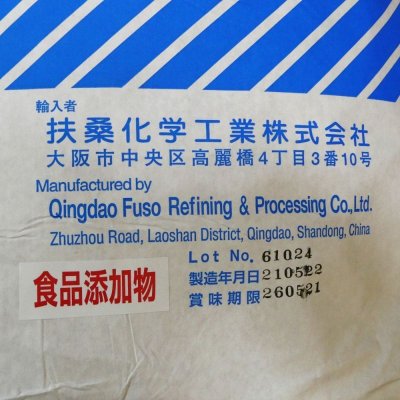 輸入者
扶桑化学工業株式会社
大阪市中央区高麗橋4丁目3番10号
Manufactured by
Qingdao Fuso Refining & Processing Co.,Ltd.
Zhuzhou Road, Laoshan District, Qingdao, Shandong, China
Lot No. 61024
製造年月日 210522
賞味期限 260521
食品添加物